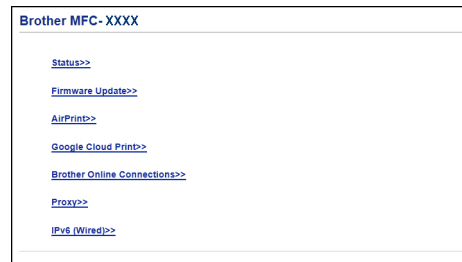 Brother MFC- XXXX
Status>>
Firmware Update>>
AirPrint>>
Google Cloud Print>>
Brother Online Connections>>
Proxy>>
IPv6 (Wired)>>